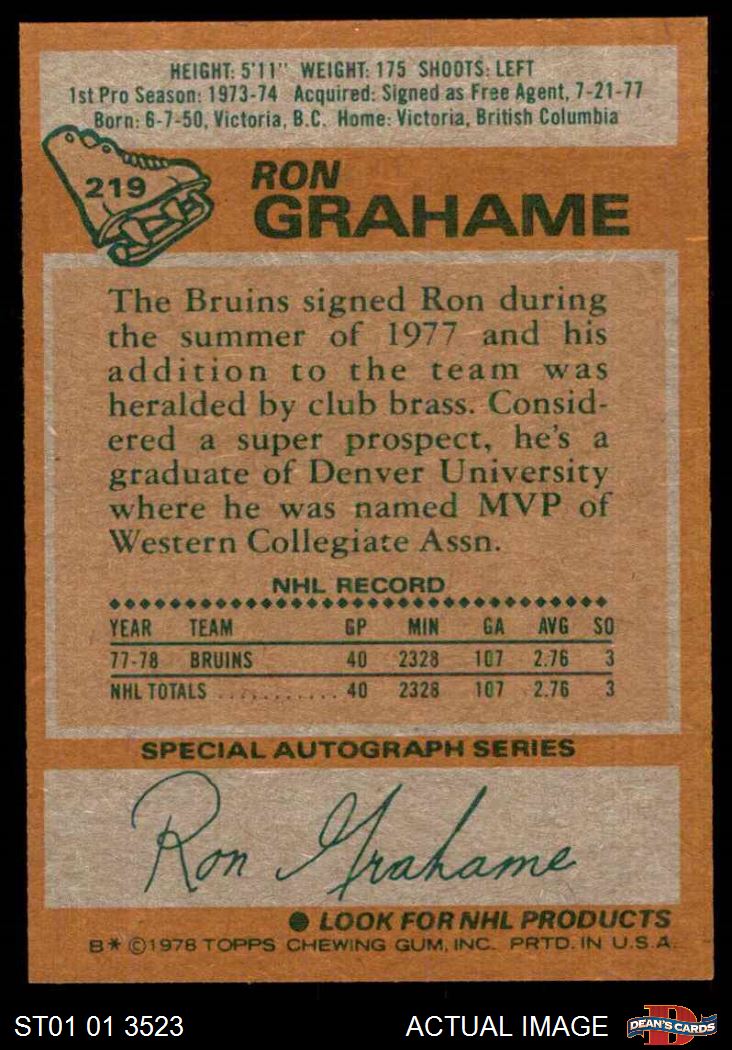 HEIGHT: 5'11" WEIGHT: 175 SHOOTS: LEFT
1st Pro Season: 1973-74 Acquired: Signed as Free Agent, 7-21-77
Born: 6-7-50, Victoria, B.C. Home: Victoria, British Columbia
219
RON
GRAHAME
The Bruins signed Ron during
the summer of 1977 and his
addition to the team was
heralded by club brass. Consid-
ered a super prospect, he's a
graduate of Denver University
where he was named MVP of
Western Collegiate Assn.
NHL RECORD
YEAR TEAM GP MIN GA AVG SO
77-78 BRUINS 40 2328 107 2.76 3
NHL TOTALS ............ 40 2328 107 2.76 3
SPECIAL AUTOGRAPH SERIES
Ron Grahame
● LOOK FOR NHL PRODUCTS
B* ©1978 TOPPS CHEWING GUM, INC. PRTD. IN U.S.A.
ST01 01 3523 ACTUAL IMAGE D DEAN'S CARDS